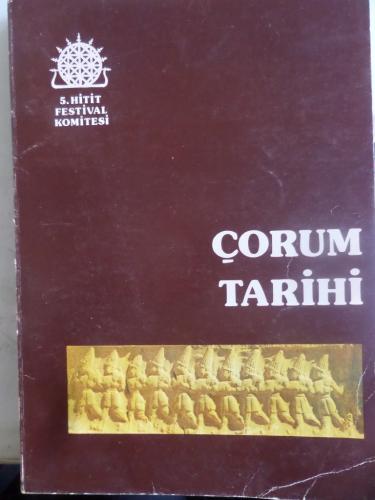 5. HİTİT
FESTİVAL
KOMİTESİ
ÇORUM
TARİHİ